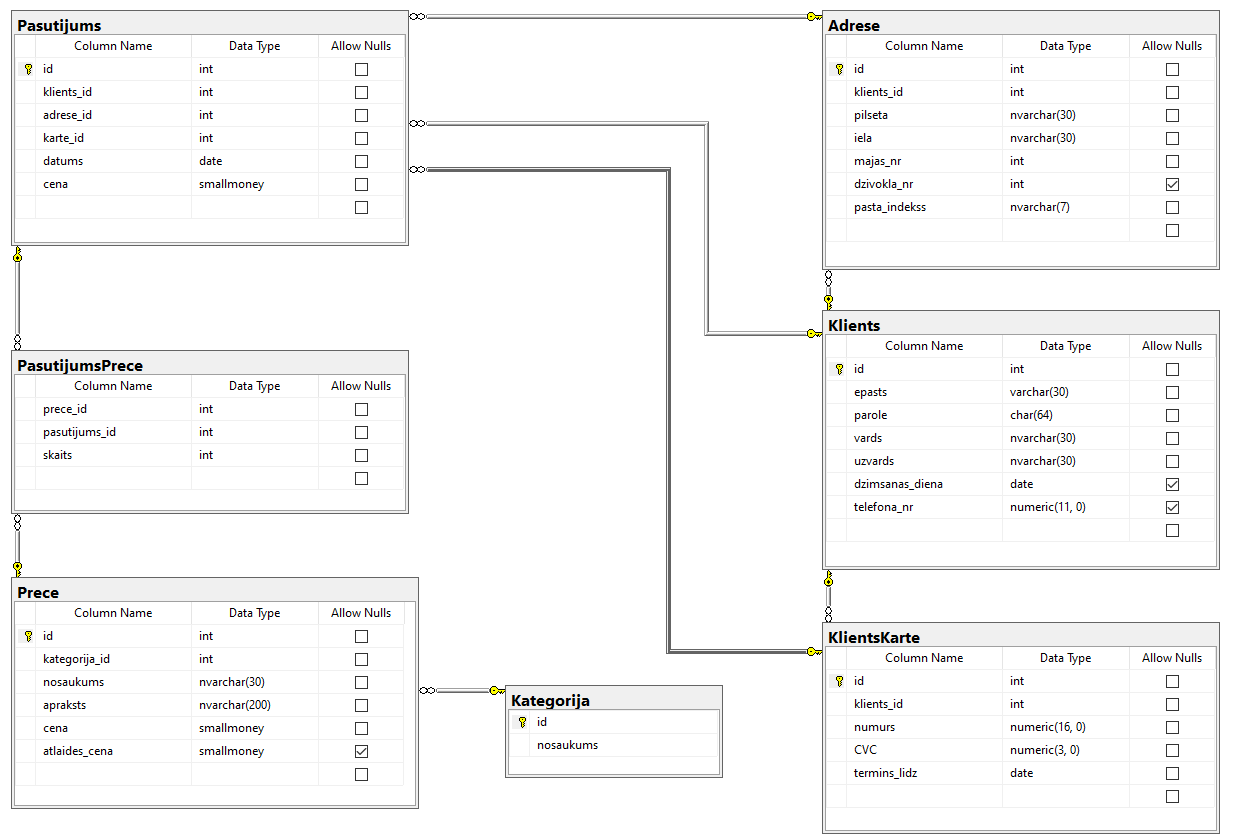 Pasutijums
Column Name Data Type Allow Nulls
id int
klients_id int
adrese_id int
karte_id int
datums date
cena smallmoney
Adrese
Column Name Data Type Allow Nulls
id int
klients_id int
pilseta nvarchar(30)
iela nvarchar(30)
majas_nr int
dzivokla_nr int
pasta_indekss nvarchar(7)
PasutijumsPrece
Column Name Data Type Allow Nulls
prece_id int
pasutijums_id int
skaits int
Klients
Column Name Data Type Allow Nulls
id int
epasts varchar(30)
parole char(64)
vards nvarchar(30)
uzvards nvarchar(30)
dzimsanas_diena date
telefona_nr numeric(11, 0)
Prece
Column Name Data Type Allow Nulls
id int
kategorija_id int
nosaukums nvarchar(30)
apraksts nvarchar(200)
cena smallmoney
atlaides_cena smallmoney
Kategorija
id
nosaukums
KlientsKarte
Column Name Data Type Allow Nulls
id int
klients_id int
numurs numeric(16, 0)
CVC numeric(3, 0)
termins_lidz date